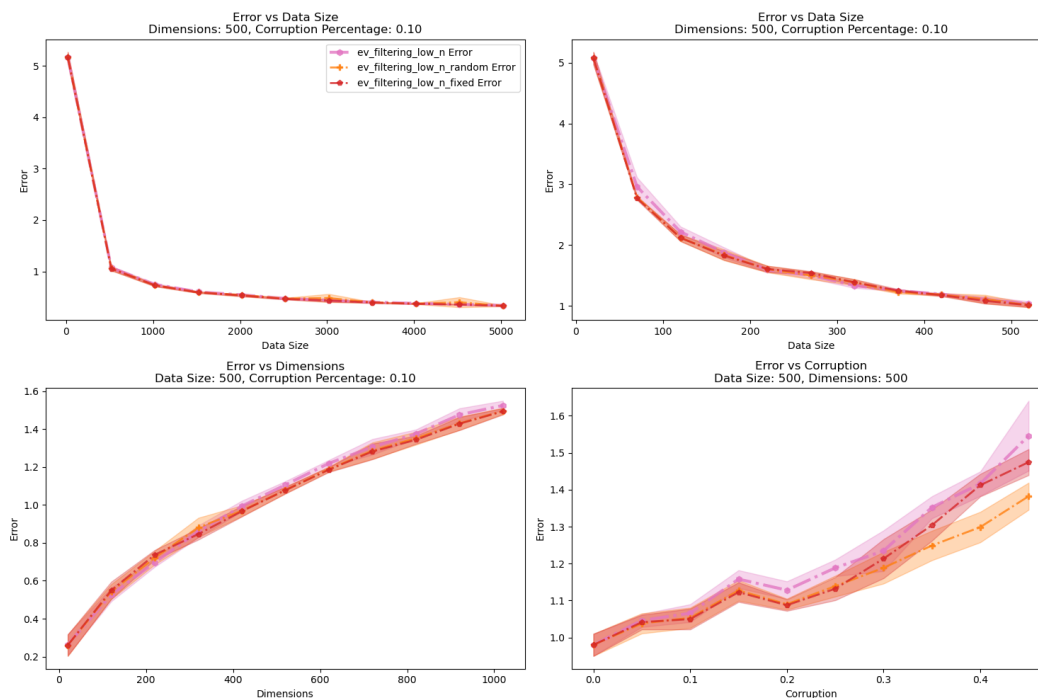 Error vs Data Size
Dimensions: 500, Corruption Percentage: 0.10
5
4
3
2
1
Error
0
1000
2000
3000
4000
5000
Data Size
ev_filtering_low_n Error
ev_filtering_low_n_random Error
ev_filtering_low_n_fixed Error
Error vs Data Size
Dimensions: 500, Corruption Percentage: 0.10
5
4
3
2
1
Error
0
100
200
300
400
500
Data Size
Error vs Dimensions
Data Size: 500, Corruption Percentage: 0.10
1.6
1.4
1.2
1.0
0.8
0.6
0.4
0.2
Error
0
200
400
600
800
1000
Dimensions
Error vs Corruption
Data Size: 500, Dimensions: 500
1.6
1.5
1.4
1.3
1.2
1.1
1.0
Error
0.0
0.1
0.2
0.3
0.4
Corruption